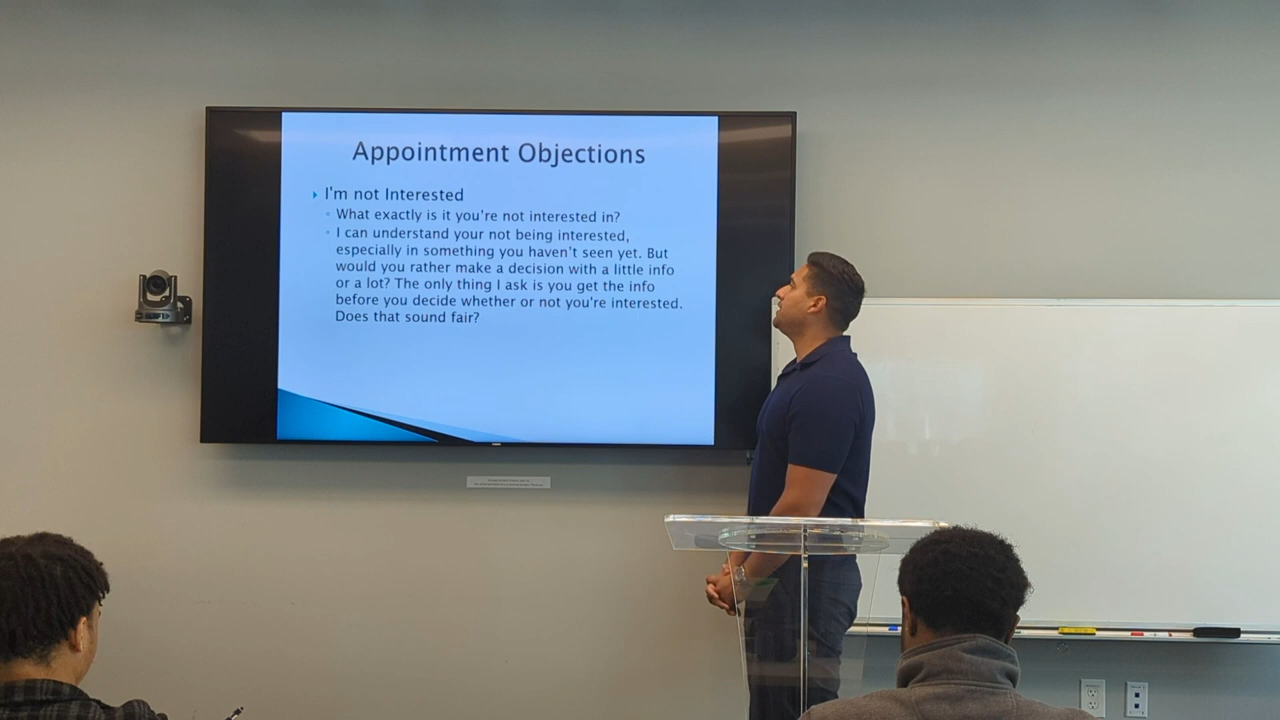 Appointment Objections
I'm not Interested
What exactly is it you're not interested in?
I can understand your not being interested,
especially in something you haven't seen yet. But
would you rather make a decision with a little info
or a lot? The only thing I ask is you get the info
before you decide whether or not you're interested.
Does that sound fair?